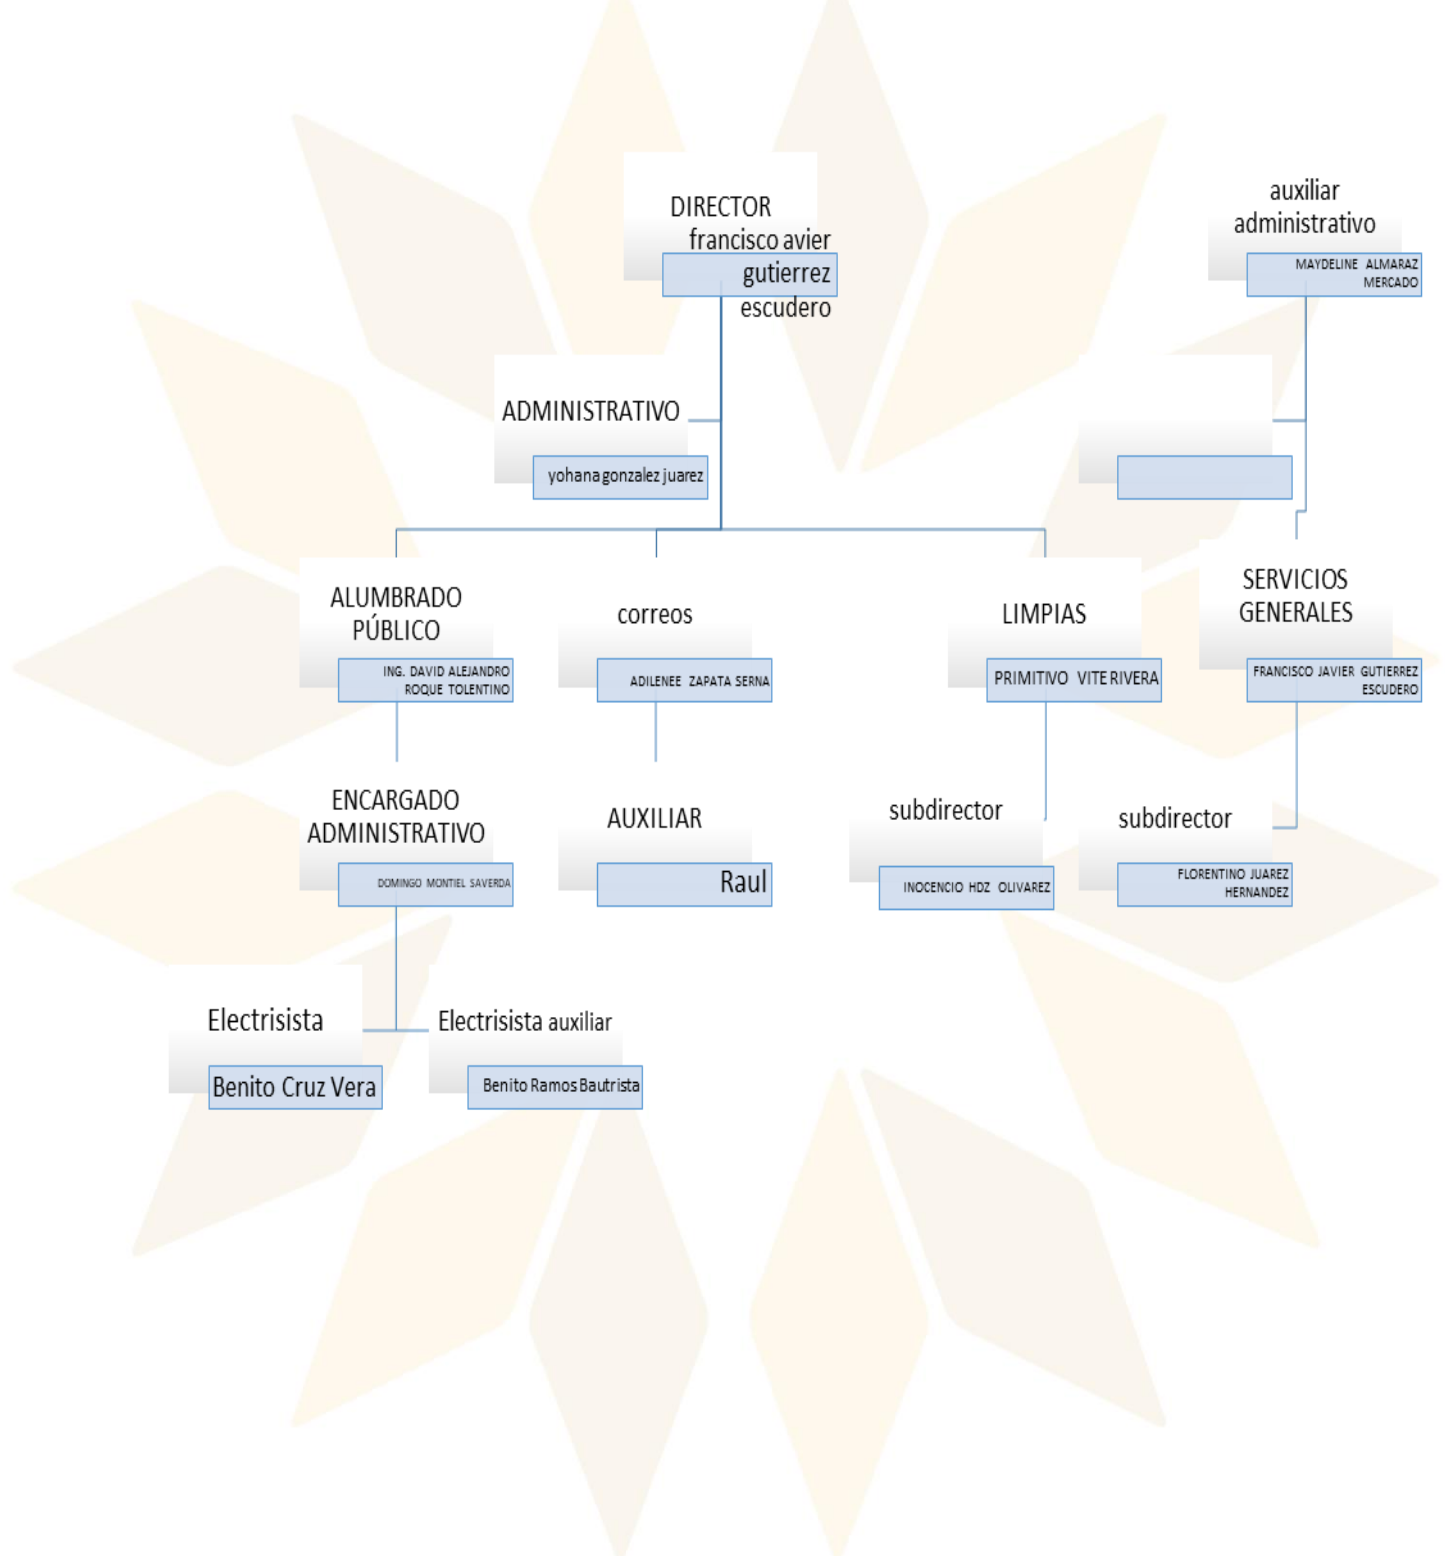 DIRECTOR
francisco avier
gutierrez
escudero
auxiliar
administrativo
MAYDELINE ALMARAZ
MERCADO
ADMINISTRATIVO
yohana gonzalez juarez
ALUMBRADO
PÚBLICO
ING. DAVID ALEJANDRO
ROQUE TOLENTINO
correos
ADILENEE ZAPATA SERNA
LIMPIAS
PRIMITIVO VITE RIVERA
SERVICIOS
GENERALES
FRANCISCO JAVIER GUTIERREZ
ESCUDERO
ENCARGADO
ADMINISTRATIVO
DOMINGO MONTIEL SAVERDA
AUXILIAR
Raul
subdirector
INOCENCIO HDZ OLIVAREZ
subdirector
FLORENTINO JUAREZ
HERNANDEZ
Electrisista
Benito Cruz Vera
Electrisista auxiliar
Benito Ramos Bautrista